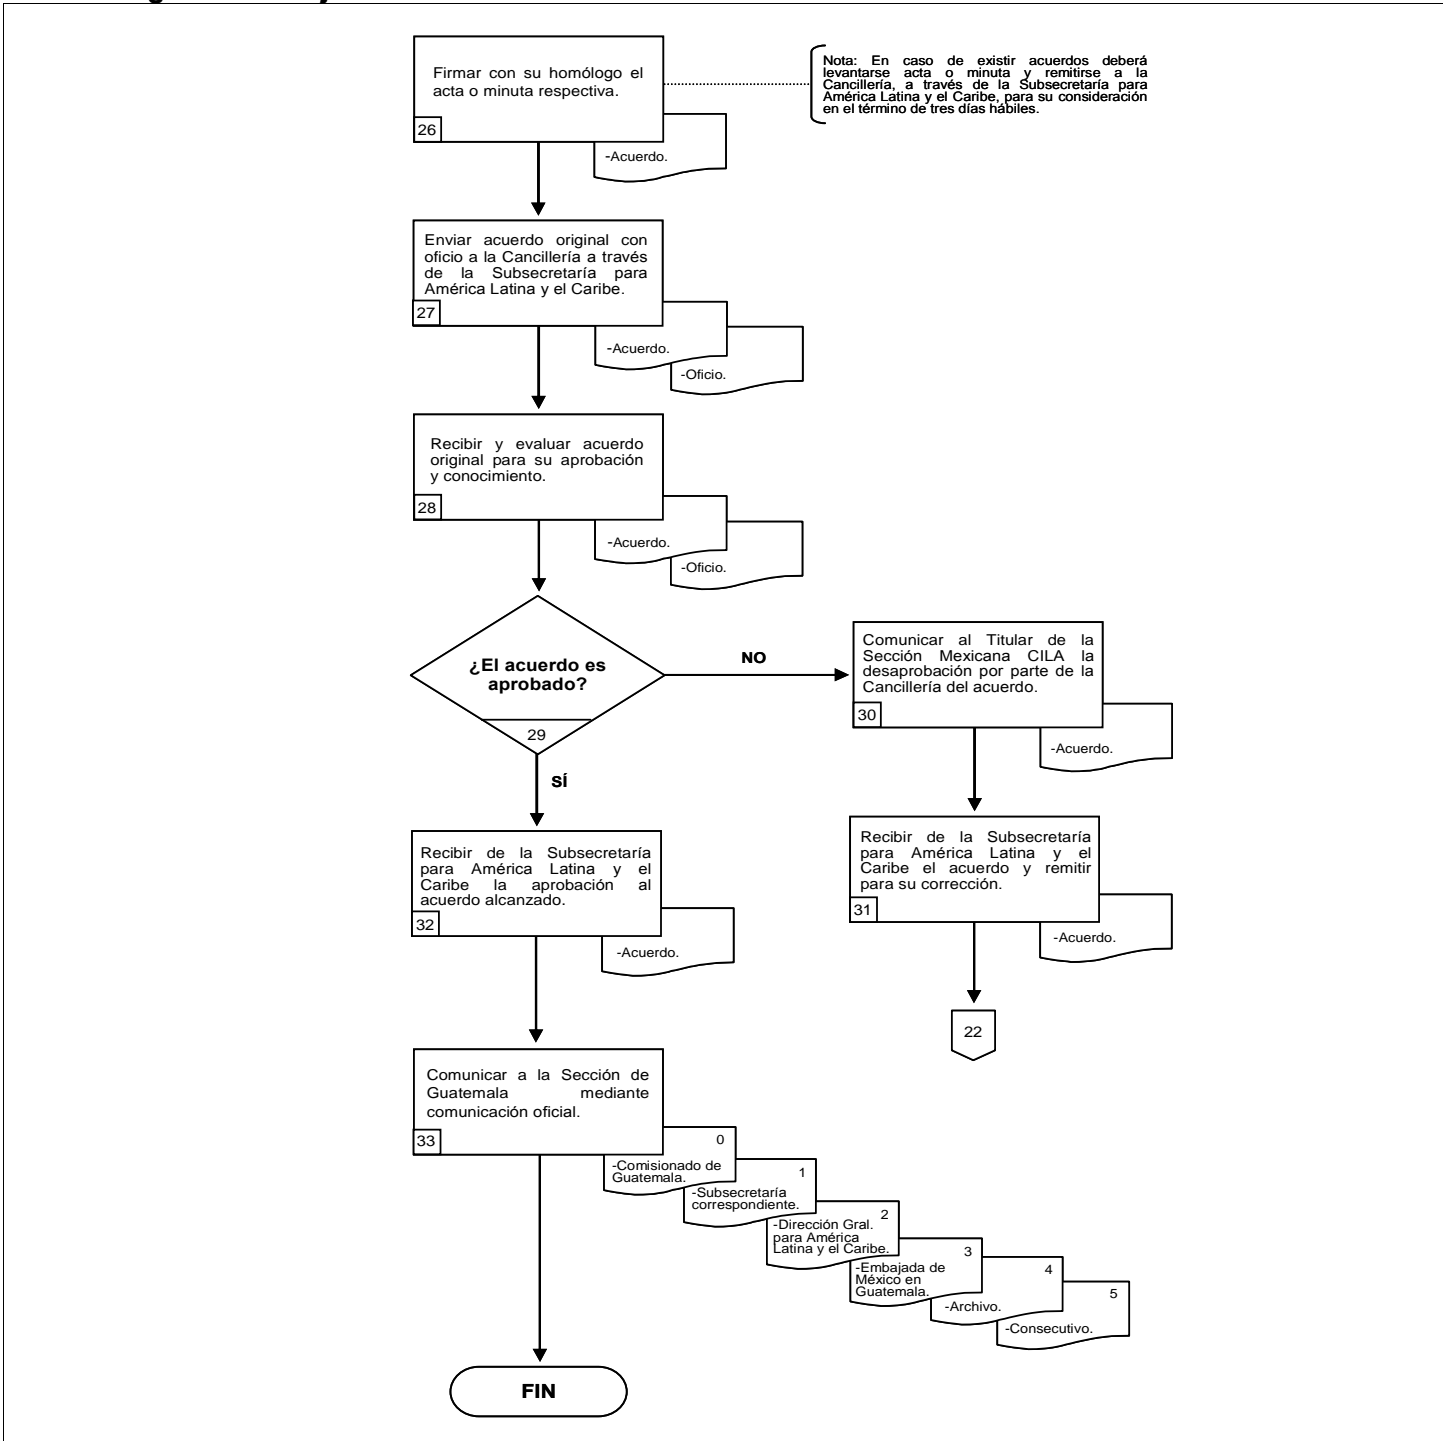 Firmar con su homólogo el
acta o minuta respectiva.
26
-Acuerdo.
Nota: En caso de existir acuerdos deberá
levantarse acta o minuta y remitirse a la
Cancillería, a través de la Subsecretaría para
América Latina y el Caribe, para su consideración
en el término de tres días hábiles.
Enviar acuerdo original con
oficio a la Cancillería a través
de la Subsecretaría para
América Latina y el Caribe.
27
-Acuerdo.
-Oficio.
Recibir y evaluar acuerdo
original para su aprobación
y conocimiento.
28
-Acuerdo.
-Oficio.
¿El acuerdo es
aprobado?
29
NO
SÍ
Comunicar al Titular de la
Sección Mexicana CILA la
desaprobación por parte de la
Cancillería del acuerdo.
30
-Acuerdo.
Recibir de la Subsecretaría
para América Latina y el
Caribe el acuerdo y remitir
para su corrección.
31
-Acuerdo.
22
Recibir de la Subsecretaría
para América Latina y el
Caribe la aprobación al
acuerdo alcanzado.
32
-Acuerdo.
Comunicar a la Sección de
Guatemala mediante
comunicación oficial.
33
0
-Comisionado de
Guatemala.
1
-Subsecretaría
correspondiente.
2
-Dirección Gral.
para América
Latina y el Caribe.
3
-Embajada de
México en
Guatemala.
4
-Archivo.
5
-Consecutivo.
FIN